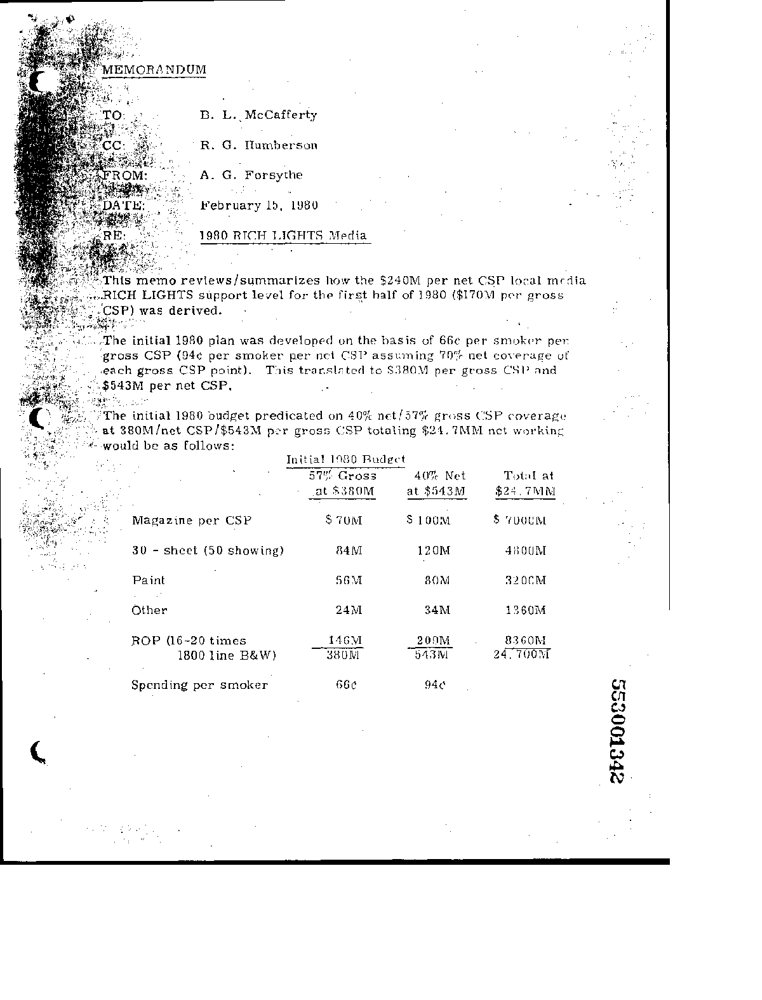 MEMORANDUM
TO: B. L. McCafferty
CC: R. G. Humberson
FROM: A. G. Forsythe
DATE: February 15, 1980
RE: 1980 RICH LIGHTS Media
This memo reviews/summarizes how the $240M per net CSP local media
RICH LIGHTS support level for the first half of 1980 ($170M per gross
CSP) was derived.
The initial 1980 plan was developed on the basis of 66¢ per smoker per
gross CSP (94¢ per smoker per net CSP assuming 70% net coverage of
each gross CSP point). This translated to $380M per gross CSP and
$543M per net CSP.
The initial 1980 budget predicated on 40% net/57% gross CSP coverage
at 380M/net CSP/$543M per gross CSP totaling $24.7MM net working
would be as follows:
Initial 1980 Budget
57% Gross 40% Net Total at
at $380M at $543M $24.7MM
Magazine per CSP $70M $100M $7000M
30 - sheet (50 showing) 84M 120M 4800M
Paint 56M 80M 3200M
Other 24M 34M 1360M
ROP (16-20 times 146M 209M 8360M
1800 line B&W) 380M 543M 24.700M
Spending per smoker 66¢ 94¢
553001342